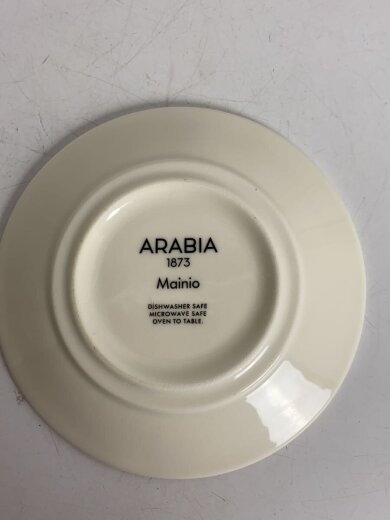 ARABIA
1873
Mainio
DISHWASHER SAFE
MICROWAVE SAFE
OVEN TO TABLE.